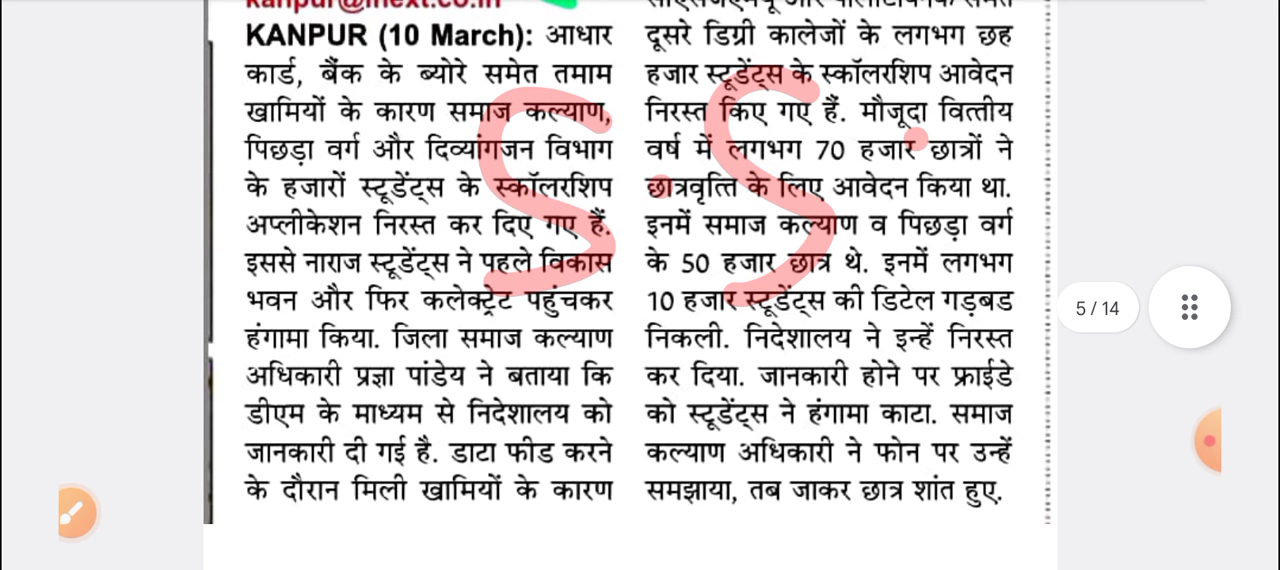 kanpur@inext.co.in
KANPUR (10 March): आधार
कार्ड, बैंक के ब्योरे समेत तमाम
खामियों के कारण समाज कल्याण,
पिछड़ा वर्ग और दिव्यांगजन विभाग
के हजारों स्टूडेंट्स के स्कॉलरशिप
अप्लीकेशन निरस्त कर दिए गए हैं.
इससे नाराज स्टूडेंट्स ने पहले विकास
भवन और फिर कलेक्ट्रेट पहुंचकर
हंगामा किया. जिला समाज कल्याण
अधिकारी प्रज्ञा पांडेय ने बताया कि
डीएम के माध्यम से निदेशालय को
जानकारी दी गई है. डाटा फीड करने
के दौरान मिली खामियों के कारण
दूसरे डिग्री कालेजों के लगभग छह
हजार स्टूडेंट्स के स्कॉलरशिप आवेदन
निरस्त किए गए हैं. मौजूदा वित्तीय
वर्ष में लगभग 70 हजार छात्रों ने
छात्रवृत्ति के लिए आवेदन किया था.
इनमें समाज कल्याण व पिछड़ा वर्ग
के 50 हजार छात्र थे. इनमें लगभग
10 हजार स्टूडेंट्स की डिटेल गड़बड
निकली. निदेशालय ने इन्हें निरस्त
कर दिया. जानकारी होने पर फ्राईडे
को स्टूडेंट्स ने हंगामा काटा. समाज
कल्याण अधिकारी ने फोन पर उन्हें
समझाया, तब जाकर छात्र शांत हुए.
S.S.
5 / 14